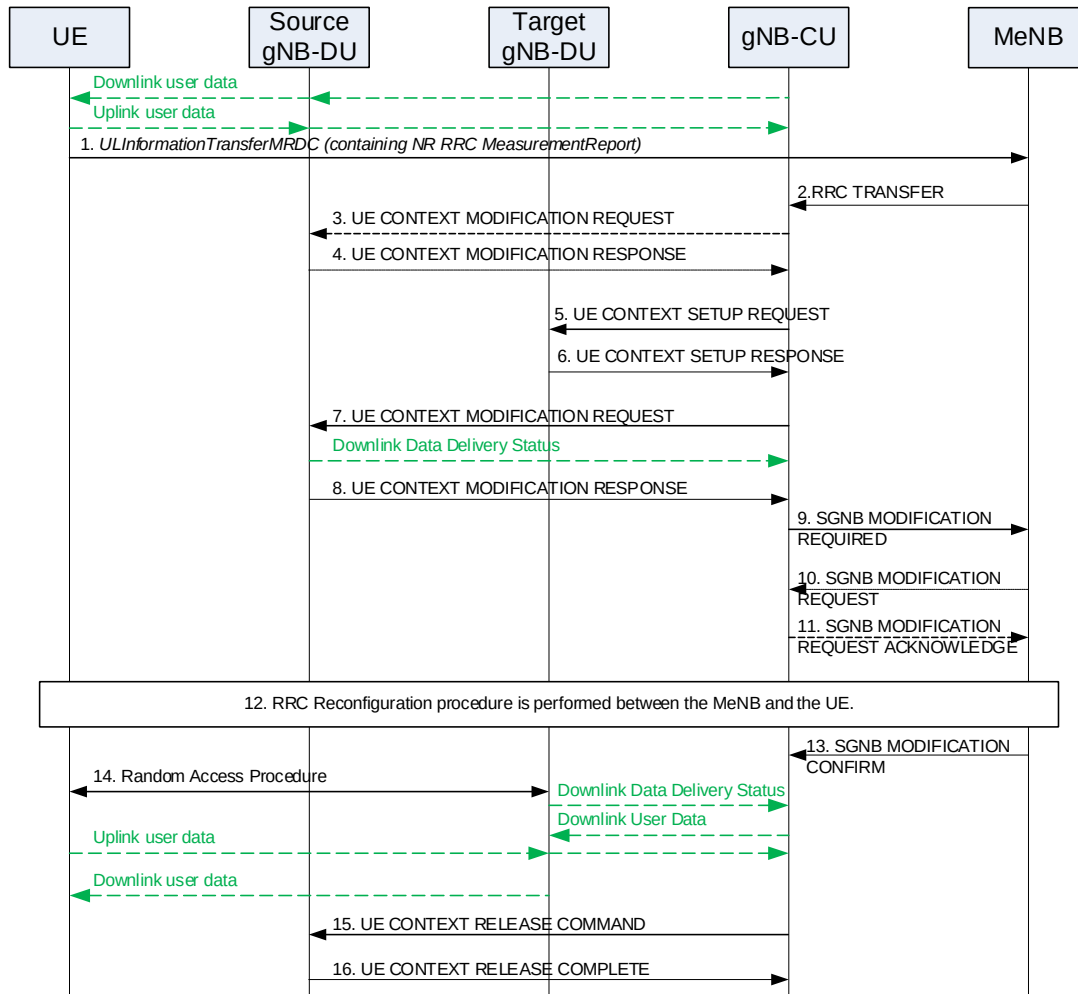 UE
Source
gNB-DU
Target
gNB-DU
gNB-CU
MeNB
Downlink user data
Uplink user data
1. ULInformationTransferMRDC (containing NR RRC MeasurementReport)
2.RRC TRANSFER
3. UE CONTEXT MODIFICATION REQUEST
4. UE CONTEXT MODIFICATION RESPONSE
5. UE CONTEXT SETUP REQUEST
6. UE CONTEXT SETUP RESPONSE
7. UE CONTEXT MODIFICATION REQUEST
Downlink Data Delivery Status
8. UE CONTEXT MODIFICATION RESPONSE
9. SGNB MODIFICATION
REQUIRED
10. SGNB MODIFICATION
REQUEST
11. SGNB MODIFICATION
REQUEST ACKNOWLEDGE
12. RRC Reconfiguration procedure is performed between the MeNB and the UE.
13. SGNB MODIFICATION
CONFIRM
14. Random Access Procedure
Downlink Data Delivery Status
Downlink User Data
Uplink user data
Downlink user data
15. UE CONTEXT RELEASE COMMAND
16. UE CONTEXT RELEASE COMPLETE